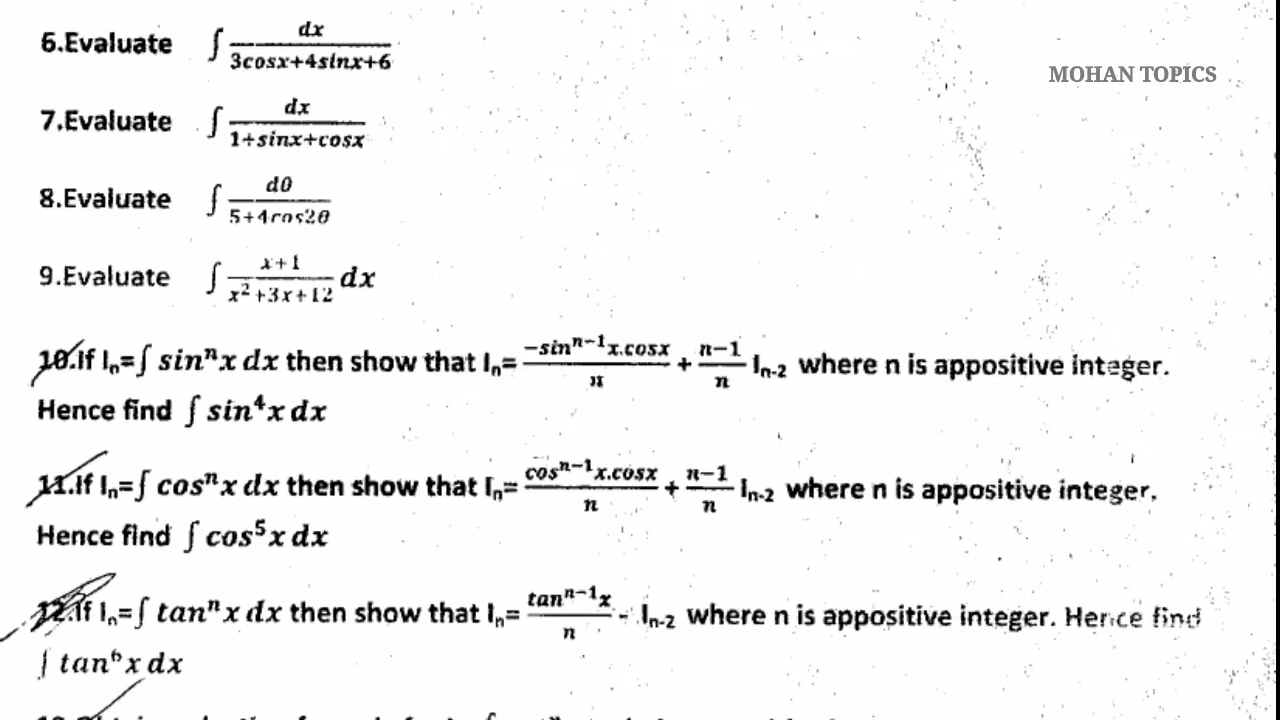 6.Evaluate ∫ dx / 3cosx+4sinx+6
MOHAN TOPICS
7.Evaluate ∫ dx / 1+sinx+cosx
8.Evaluate ∫ dθ / 5+4cos2θ
9.Evaluate ∫ x+1 / x²+3x+12 dx
10.If Iₙ=∫ sinⁿx dx then show that Iₙ= −sinⁿ⁻¹x.cosx / n + n−1 / n Iₙ₋₂ where n is appositive integer.
Hence find ∫ sin⁴x dx
11.If Iₙ=∫ cosⁿx dx then show that Iₙ= cosⁿ⁻¹x.cosx / n + n−1 / n Iₙ₋₂ where n is appositive integer.
Hence find ∫ cos⁵x dx
12.If Iₙ=∫ tanⁿx dx then show that Iₙ= tanⁿ⁻¹x / n - Iₙ₋₂ where n is appositive integer. Hence find
∫ tan⁶x dx